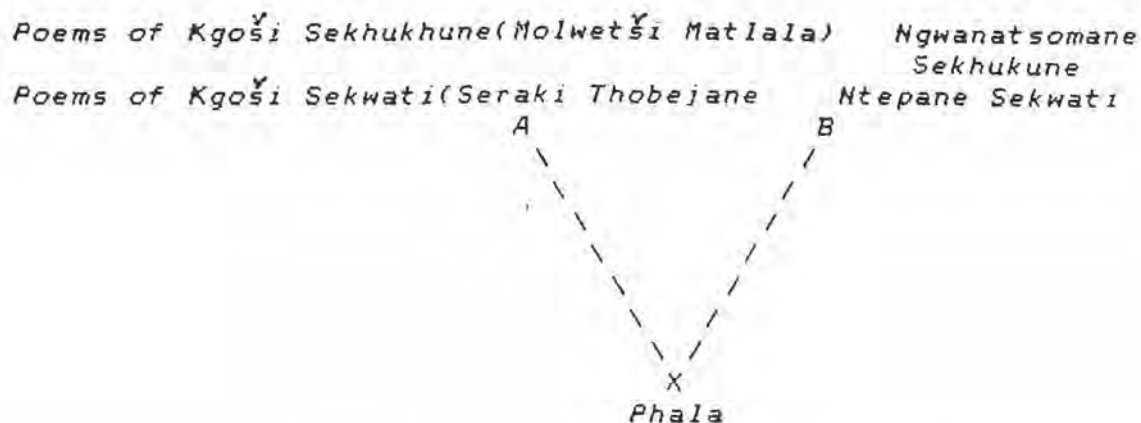 Poems of Kgoši Sekhukhune(Molwetši Matlala) Ngwanatsomane
Sekhukune
Poems of Kgoši Sekwati(Seraki Thobejane Ntepane Sekwati
A B
X
Phala